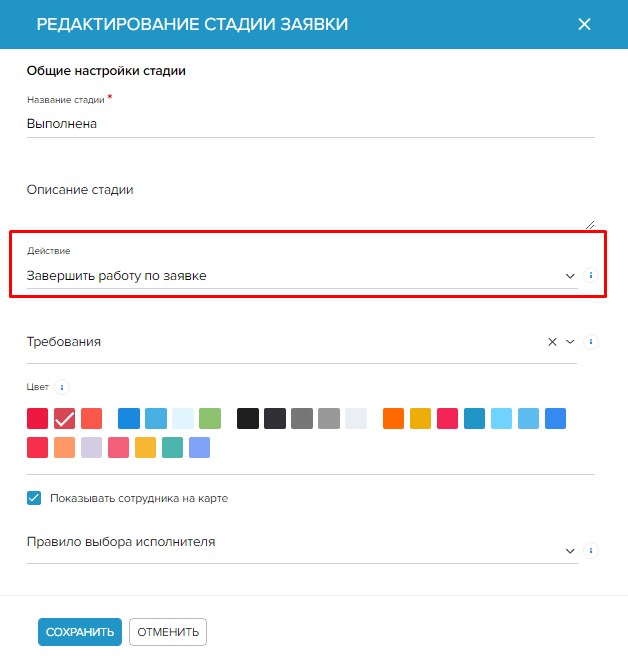 РЕДАКТИРОВАНИЕ СТАДИИ ЗАЯВКИ
Общие настройки стадии
Название стадии *
Выполнена
Описание стадии
Действие
Завершить работу по заявке
Требования
Цвет
Показывать сотрудника на карте
Правило выбора исполнителя
СОХРАНИТЬ ОТМЕНИТЬ